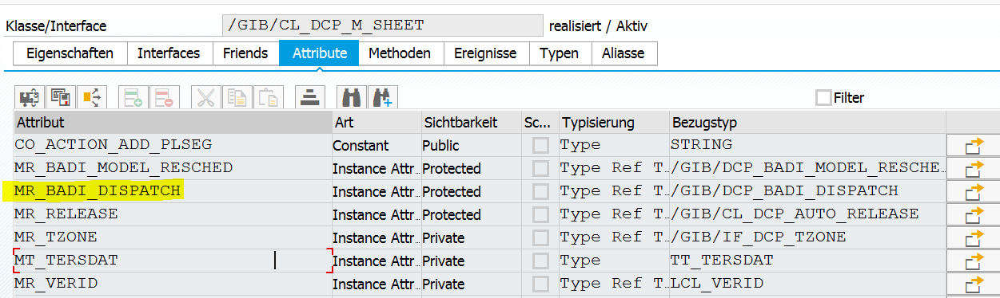 Klasse/Interface /GIB/CL_DCP_M_SHEET realisiert / Aktiv
Eigenschaften Interfaces Friends Attribute Methoden Ereignisse Typen Aliasse
Filter
Attribut Art Sichtbarkeit Sc... Typisierung Bezugstyp
CO_ACTION_ADD_PLSEG Constant Public Type STRING
MR_BADI_MODEL_RESCHED Instance Attr... Protected Type Ref T... /GIB/DCP_BADI_MODEL_RESCHE...
MR_BADI_DISPATCH Instance Attr... Protected Type Ref T... /GIB/DCP_BADI_DISPATCH
MR_RELEASE Instance Attr... Protected Type Ref T... /GIB/CL_DCP_AUTO_RELEASE
MR_TZONE Instance Attr... Private Type Ref T... /GIB/IF_DCP_TZONE
MT_TERSDAT Instance Attr... Private Type TT_TERSDAT
MR_VERID Instance Attr... Private Type Ref T... LCL_VERID